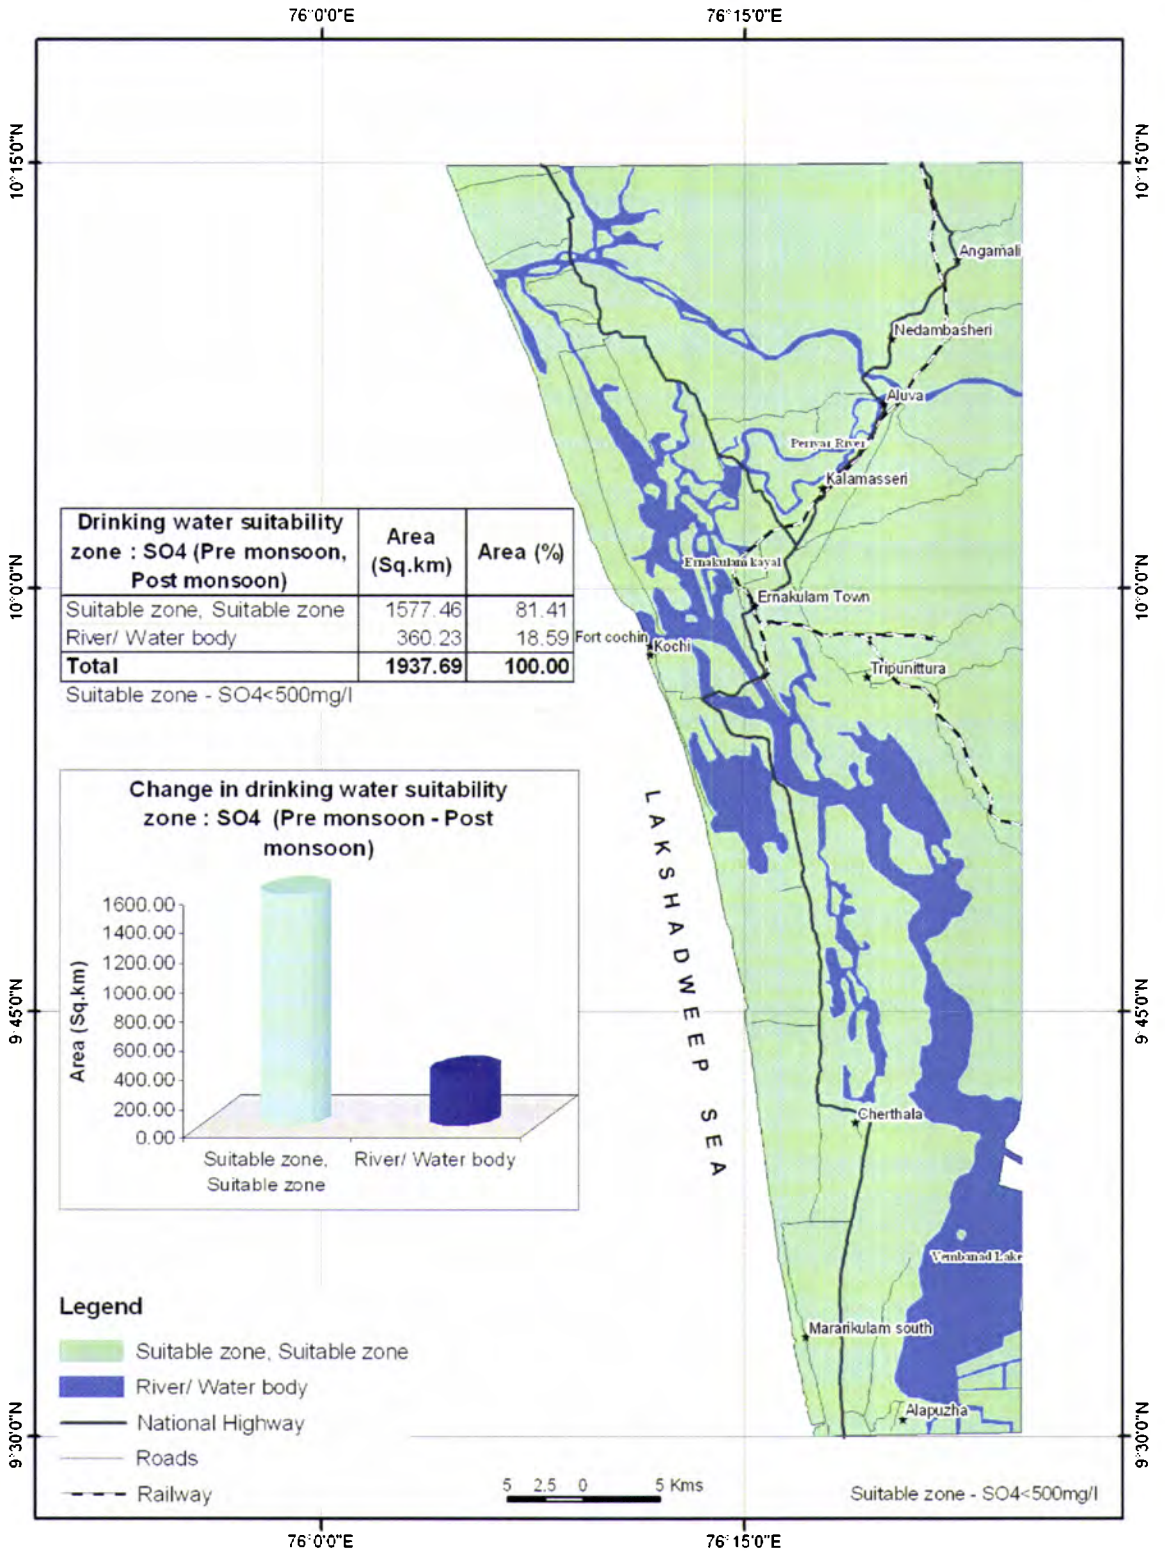 76°0'0"E 76°15'0"E
10°15'0"N 10°15'0"N
Angamali
Nedambasheri
Aluva
Periyar River
Kalamasseri
Drinking water suitability zone : SO4 (Pre monsoon, Post monsoon) Area (Sq.km) Area (%)
Suitable zone, Suitable zone 1577.46 81.41
River/ Water body 360.23 18.59
Total 1937.69 100.00
Suitable zone - SO4<500mg/l
Ernakulam kayal
10°0'0"N 10°0'0"N
Ernakulam Town
Fort cochin
Kochi
Tripunittura
LAKSHADWEEP SEA
Change in drinking water suitability
zone : SO4 (Pre monsoon - Post
monsoon)
Area (Sq.km)
1600.00
1400.00
1200.00
1000.00
800.00
600.00
400.00
200.00
0.00
Suitable zone, River/ Water body
Suitable zone
9°45'0"N 9°45'0"N
Cherthala
Vembanad Lake
Mararikulam south
Alapuzha
9°30'0"N 9°30'0"N
Legend
Suitable zone, Suitable zone
River/ Water body
National Highway
Roads
Railway
5 2.5 0 5 Kms
Suitable zone - SO4<500mg/l
76°0'0"E 76°15'0"E